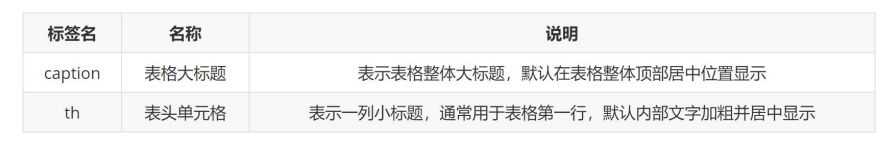 标签名 名称 说明
caption 表格大标题 表示表格整体大标题，默认在表格整体顶部居中位置显示
th 表头单元格 表示一列小标题，通常用于表格第一行，默认内部文字加粗并居中显示